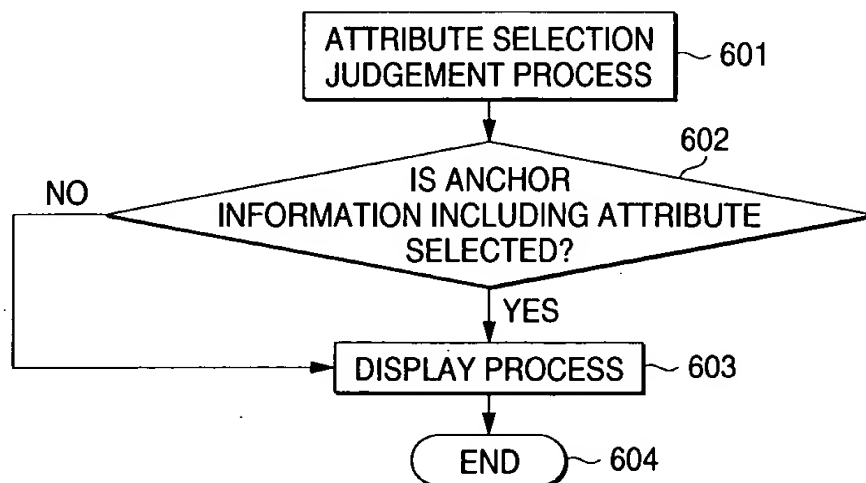 ATTRIBUTE SELECTION
JUDGEMENT PROCESS
601
602
IS ANCHOR
INFORMATION INCLUDING ATTRIBUTE
SELECTED?
NO
YES
DISPLAY PROCESS
603
END
604